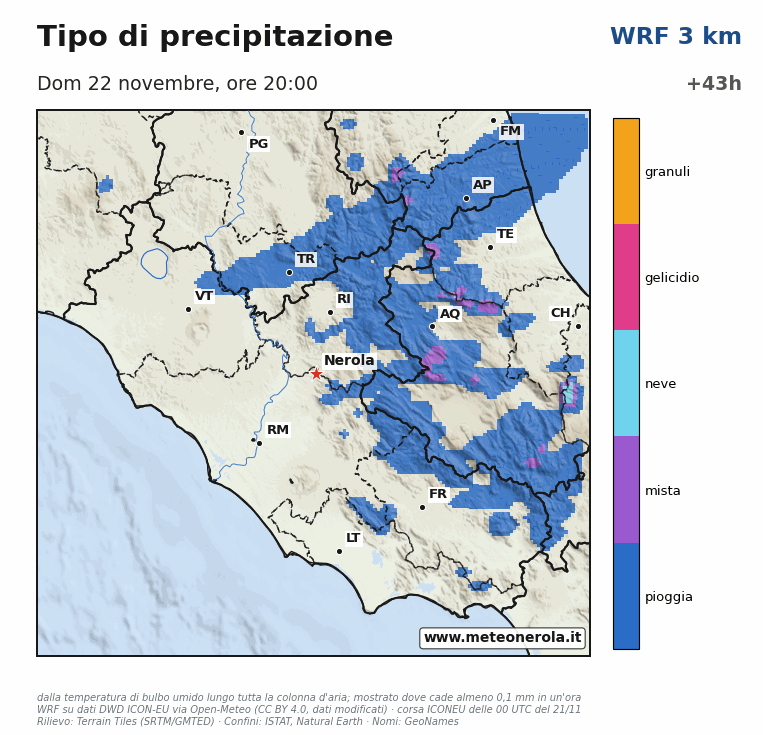 Tipo di precipitazione
WRF 3 km
Dom 22 novembre, ore 20:00
+43h
FM
PG
AP
TE
TR
VT
RI
AQ
CH
Nerola
RM
FR
LT
www.meteonerola.it
granuli
gelicidio
neve
mista
pioggia
dalla temperatura di bulbo umido lungo tutta la colonna d'aria; mostrato dove cade almeno 0,1 mm in un'ora
WRF su dati DWD ICON-EU via Open-Meteo (CC BY 4.0, dati modificati) · corsa ICONEU delle 00 UTC del 21/11
Rilievo: Terrain Tiles (SRTM/GMTED) · Confini: ISTAT, Natural Earth · Nomi: GeoNames